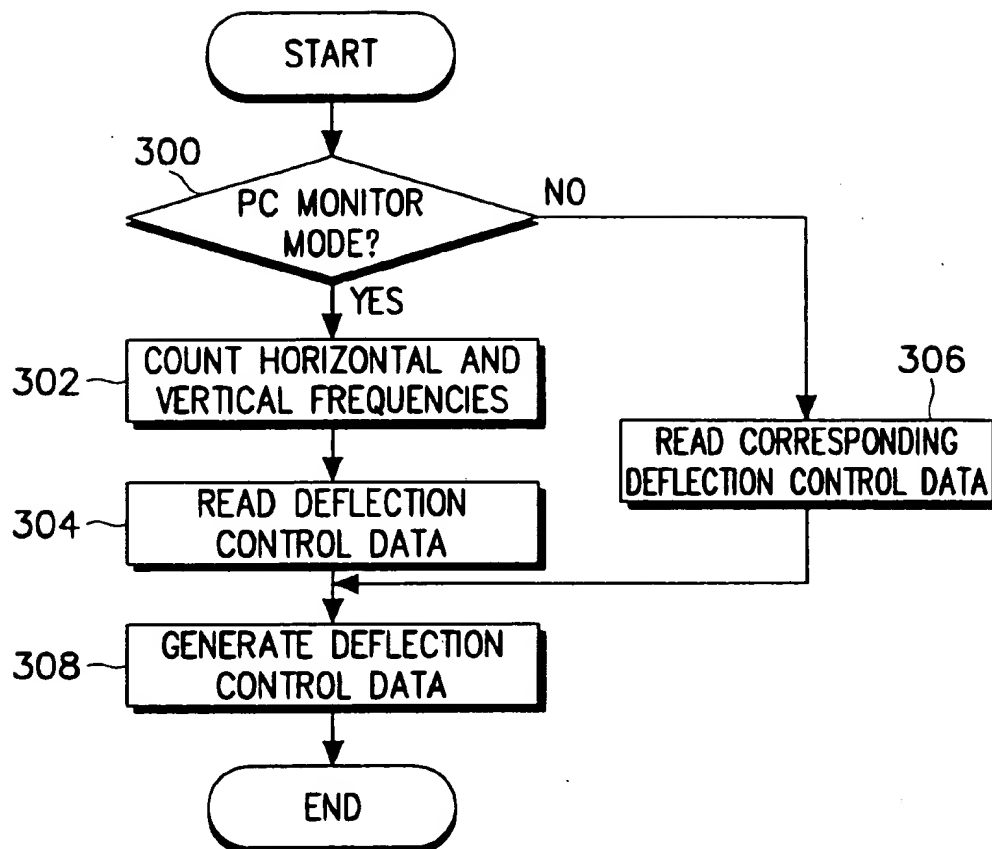 START
300
PC MONITOR
MODE?
NO
YES
302
COUNT HORIZONTAL AND
VERTICAL FREQUENCIES
306
READ CORRESPONDING
DEFLECTION CONTROL DATA
304
READ DEFLECTION
CONTROL DATA
308
GENERATE DEFLECTION
CONTROL DATA
END